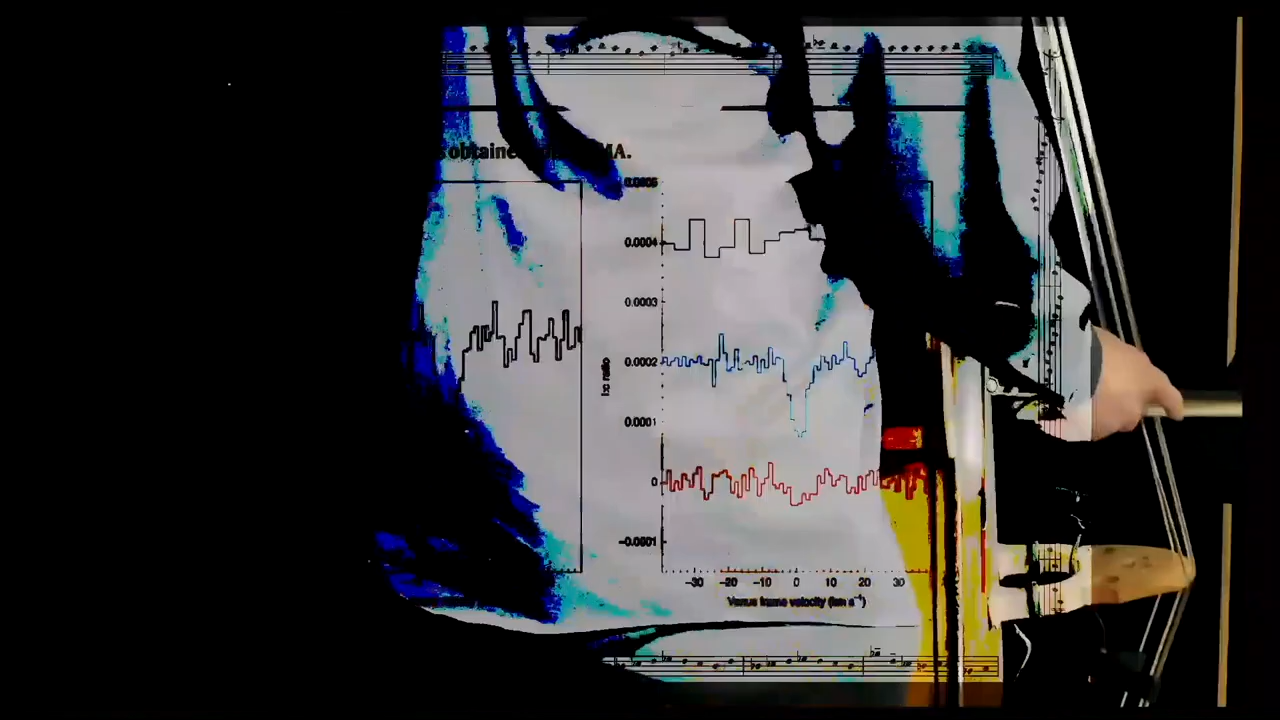 obtaine MA.
0.0005
0.0004
0.0003
0.0002
0.0001
0
−0.0001
l:c ratio
−30 −20 −10 0 10 20 30
Venus frame velocity (km s⁻¹)